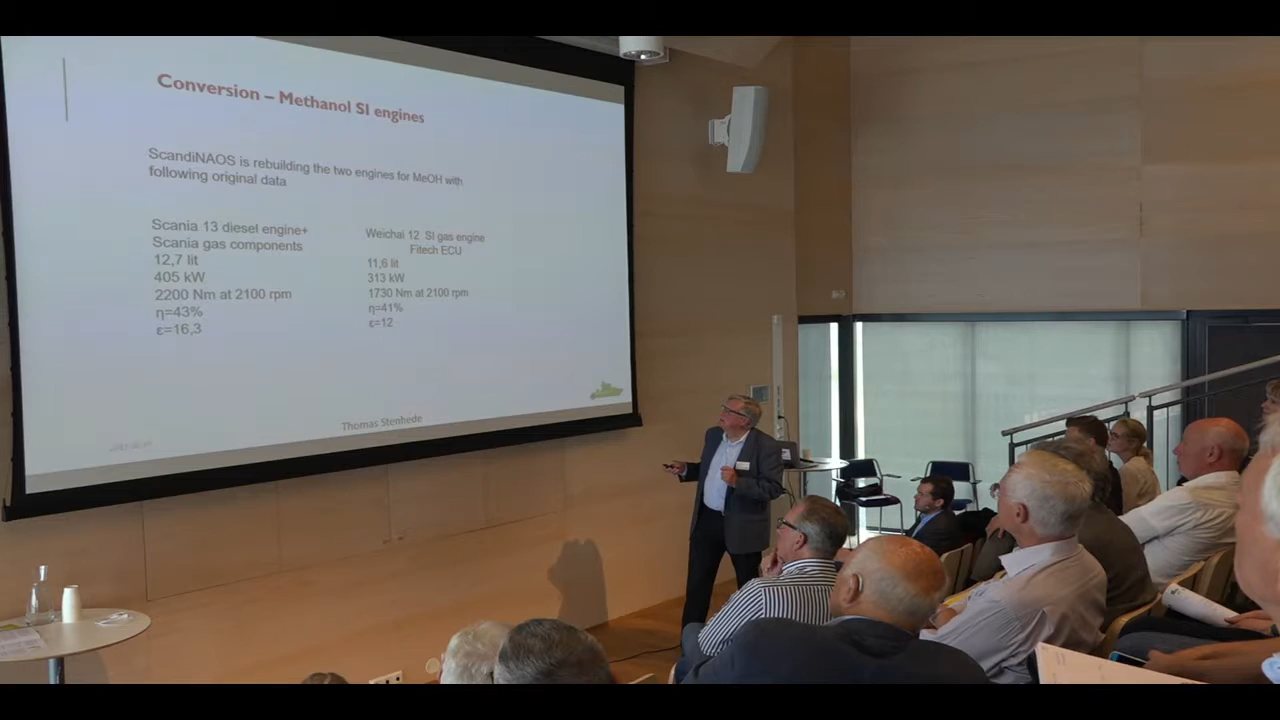 Conversion – Methanol SI engines
ScandiNAOS is rebuilding the two engines for MeOH with
following original data
Scania 13 diesel engine+
Scania gas components
12,7 lit
405 kW
2200 Nm at 2100 rpm
η=43%
ε=16,3
Weichai 12 SI gas engine
Fitech ECU
11,6 lit
313 kW
1730 Nm at 2100 rpm
η=41%
ε=12
Thomas Stenhede